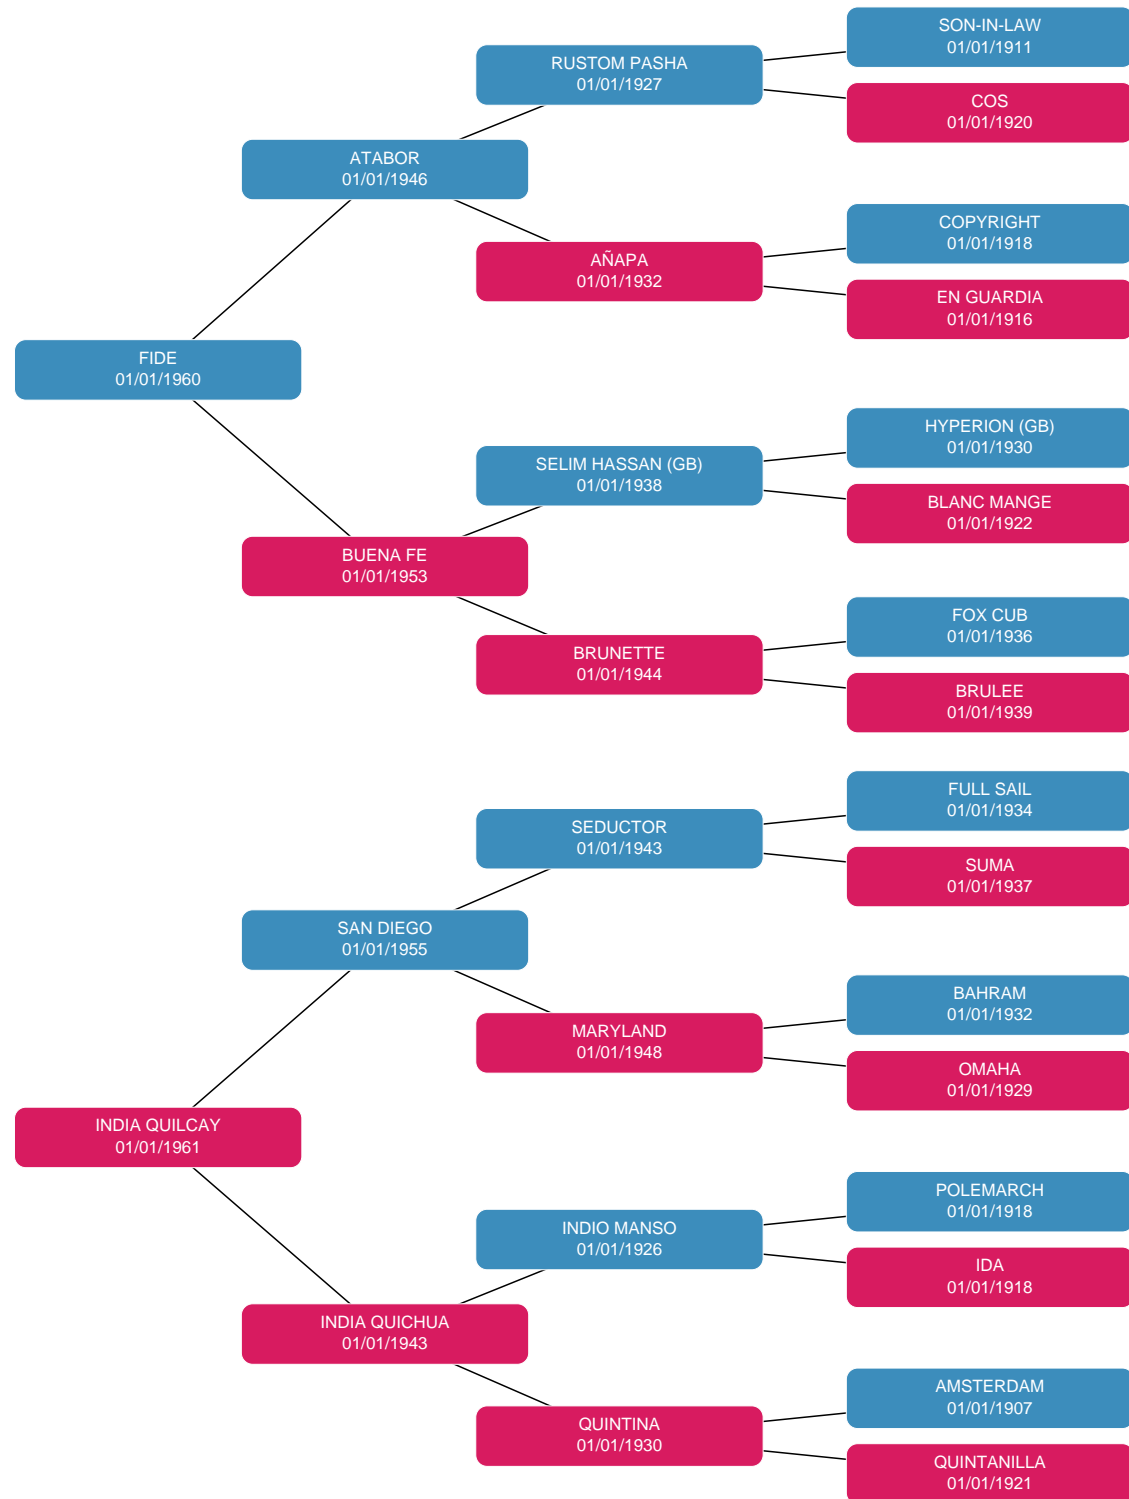 SON-IN-LAW
01/01/1911
RUSTOM PASHA
01/01/1927
COS
01/01/1920
ATABOR
01/01/1946
COPYRIGHT
01/01/1918
AÑAPA
01/01/1932
EN GUARDIA
01/01/1916
FIDE
01/01/1960
HYPERION (GB)
01/01/1930
SELIM HASSAN (GB)
01/01/1938
BLANC MANGE
01/01/1922
BUENA FE
01/01/1953
FOX CUB
01/01/1936
BRUNETTE
01/01/1944
BRULEE
01/01/1939
FULL SAIL
01/01/1934
SEDUCTOR
01/01/1943
SUMA
01/01/1937
SAN DIEGO
01/01/1955
BAHRAM
01/01/1932
MARYLAND
01/01/1948
OMAHA
01/01/1929
INDIA QUILCAY
01/01/1961
POLEMARCH
01/01/1918
INDIO MANSO
01/01/1926
IDA
01/01/1918
INDIA QUICHUA
01/01/1943
AMSTERDAM
01/01/1907
QUINTINA
01/01/1930
QUINTANILLA
01/01/1921